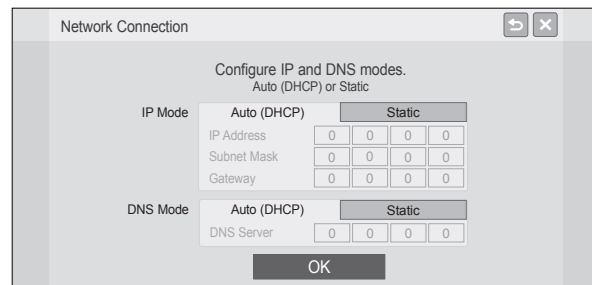 Network Connection
Configure IP and DNS modes.
Auto (DHCP) or Static
IP Mode Auto (DHCP) Static
IP Address 0 0 0 0
Subnet Mask 0 0 0 0
Gateway 0 0 0 0
DNS Mode Auto (DHCP) Static
DNS Server 0 0 0 0
OK